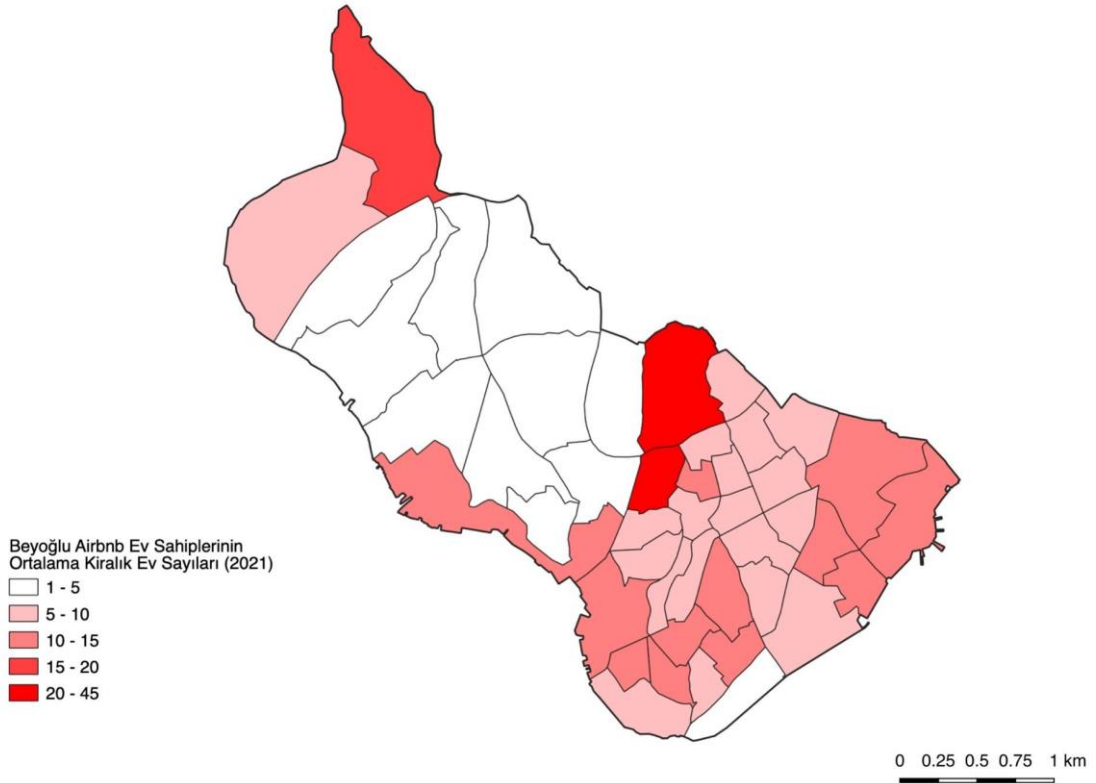 Beyoğlu Airbnb Ev Sahiplerinin
Ortalama Kiralık Ev Sayıları (2021)
1 - 5
5 - 10
10 - 15
15 - 20
20 - 45
0 0.25 0.5 0.75 1 km